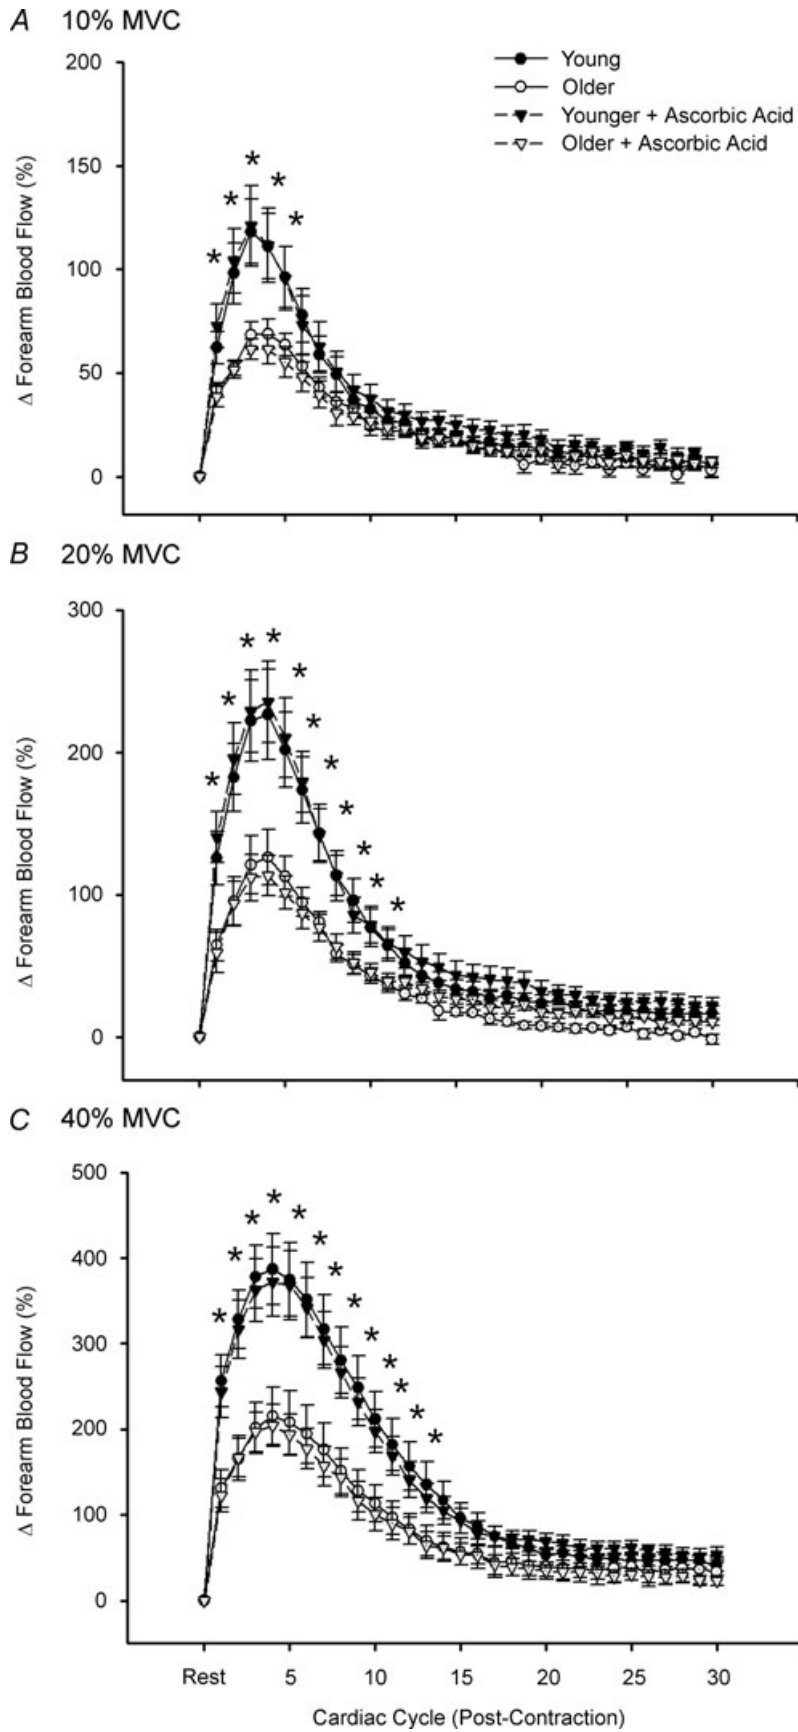 A 10% MVC
Young
Older
Younger + Ascorbic Acid
Older + Ascorbic Acid
Δ Forearm Blood Flow (%)
200
150
100
50
0
* * * * *
B 20% MVC
Δ Forearm Blood Flow (%)
300
200
100
0
* * * * * * * * * * *
C 40% MVC
Δ Forearm Blood Flow (%)
500
400
300
200
100
0
* * * * * * * * * * * * *
Rest 5 10 15 20 25 30
Cardiac Cycle (Post-Contraction)